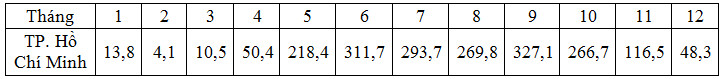 Tháng 1 2 3 4 5 6 7 8 9 10 11 12
TP. Hồ Chí Minh 13,8 4,1 10,5 50,4 218,4 311,7 293,7 269,8 327,1 266,7 116,5 48,3